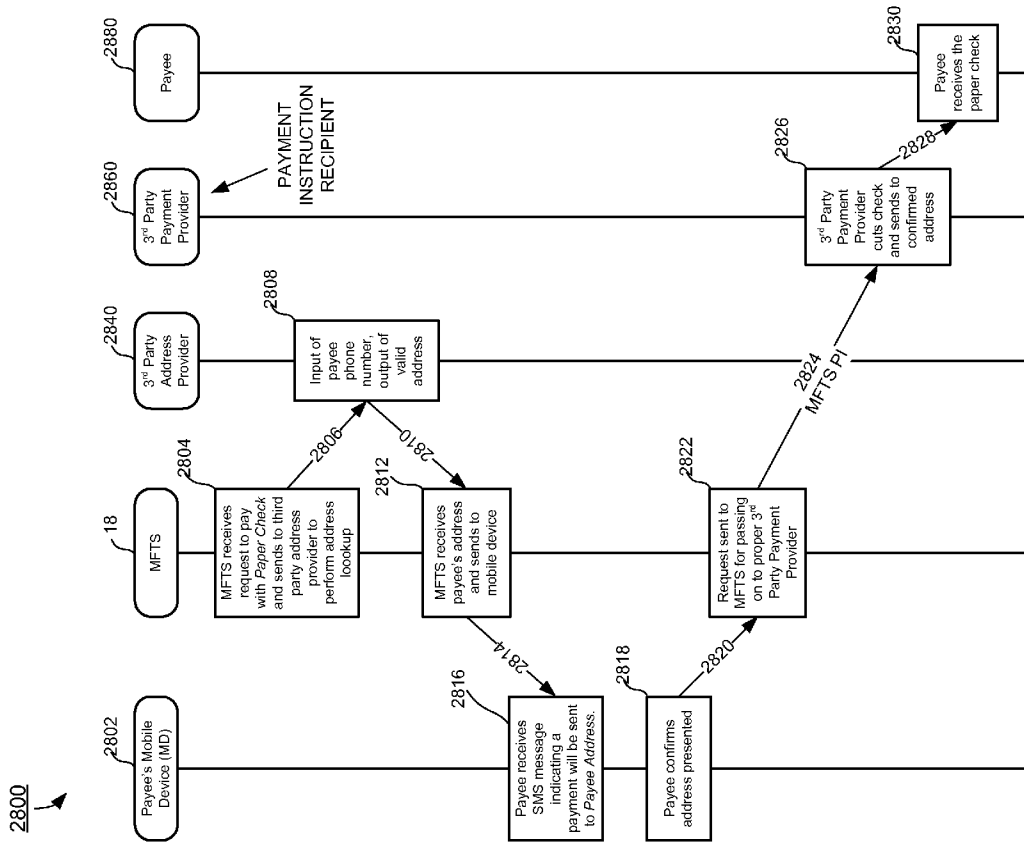 2800
2802
Payee's Mobile
Device (MD)
18
MFTS
2840
3rd Party
Address
Provider
2860
3rd Party
Payment
Provider
2880
Payee
PAYMENT
INSTRUCTION
RECIPIENT
2804
MFTS receives
request to pay
with Paper Check
and sends to third
party address
provider to
perform address
loookup
2806
2808
Input of
payee
phone
number,
output of
valid
address
2810
2812
MFTS receives
payee's address
and sends to
mobile device
2814
2816
Payee receives
SMS message
indicating a
payment will be sent
to Payee Address.
2818
Payee confirms
address presented
2820
2822
Request sent to
MFTS for passing
on to proper 3rd
Party Payment
Provider
2824
MFTS PI
2826
3rd Party
Payment
Provider
cuts check
and sends to
confirmed
address
2828
2830
Payee
receives the
paper check